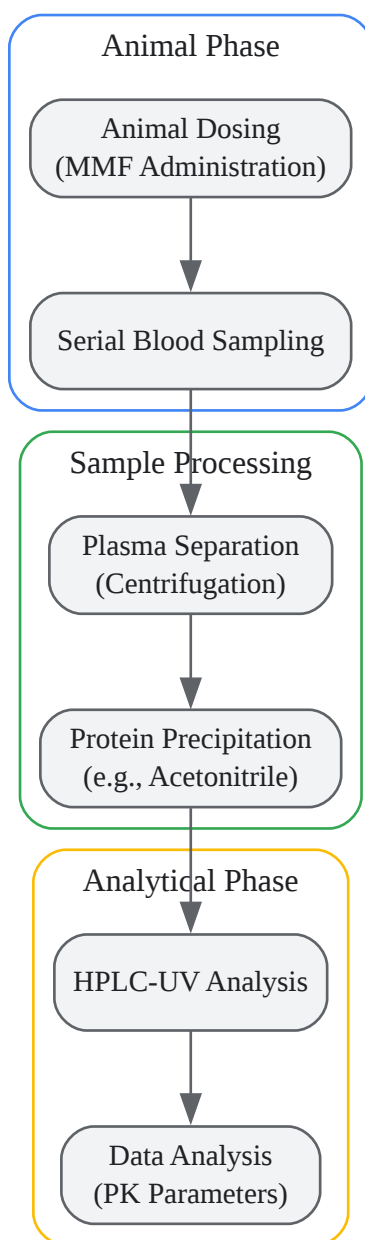 Animal Phase
Animal Dosing
(MMF Administration)
Serial Blood Sampling
Sample Processing
Plasma Separation
(Centrifugation)
Protein Precipitation
(e.g., Acetonitrile)
Analytical Phase
HPLC-UV Analysis
Data Analysis
(PK Parameters)